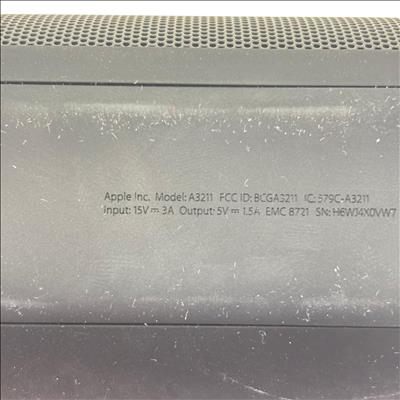 Apple Inc. Model: A3211 FCC ID: BCGA3211 IC: 579C-A3211
Input: 15V ⎓ 3A Output: 5V ⎓ 1.5A EMC 8721 SN: H6WJ4X0VW7